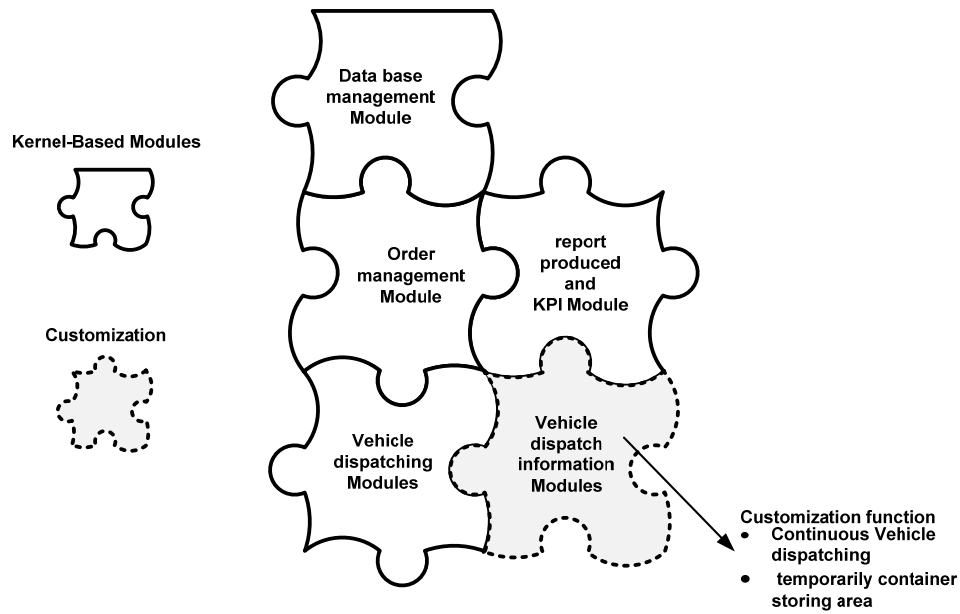 Kernel-Based Modules
Customization
Data base
management
Module
Order
management
Module
report
produced
and
KPI Module
Vehicle
dispatching
Modules
Vehicle
dispatch
information
Modules
Customization function
• Continuous Vehicle
dispatching
• temporarily container
storing area